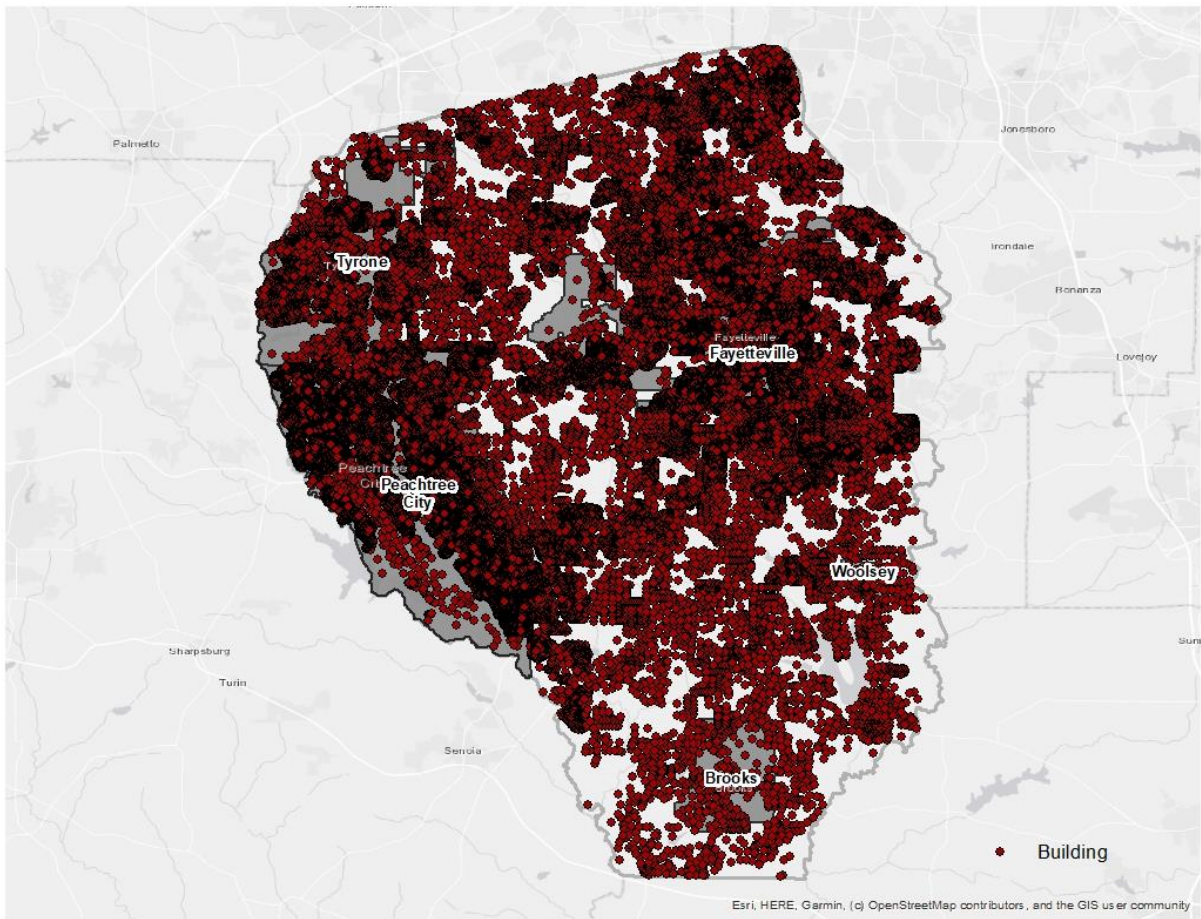 Palmetto
Jonesboro
Irondale
Tyrone
Bonanza
Fayetteville
Fayetteville
Lovejoy
Peachtree
Peachtree
City
Woolsey
Sharpsburg
Turin
Senoia
Brooks
Building
Esri, HERE, Garmin, (c) OpenStreetMap contributors, and the GIS user community